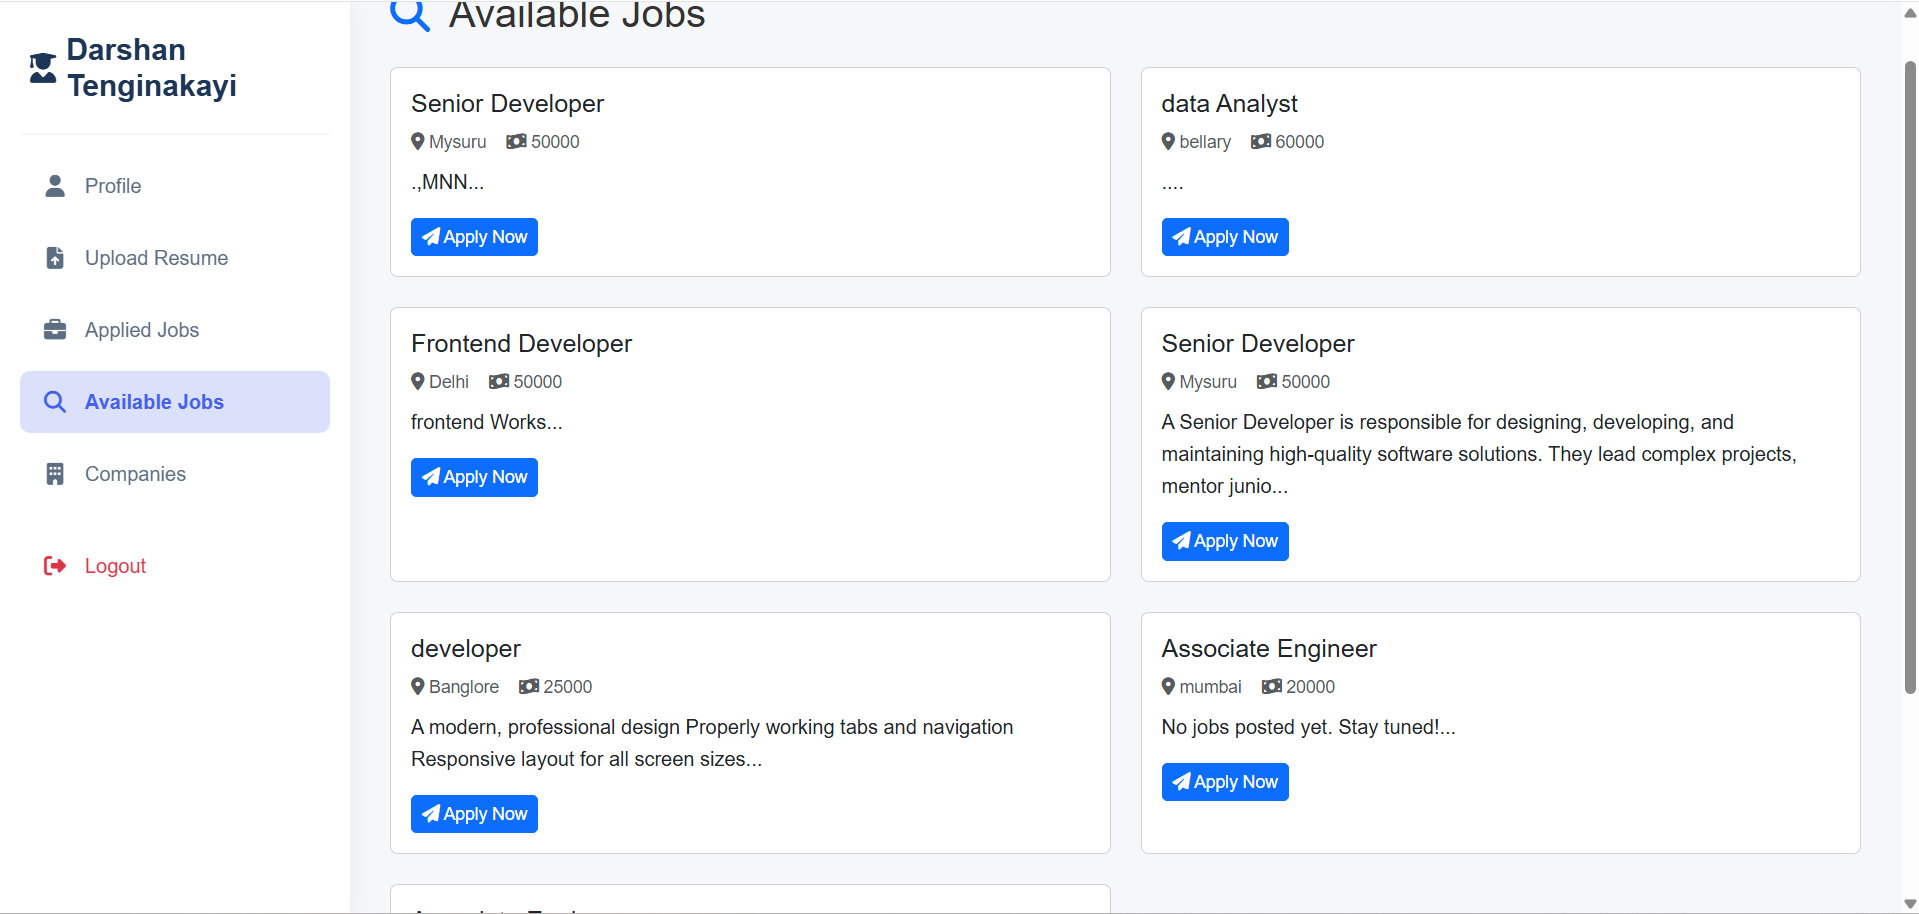 Darshan
Tenginakayi
Profile
Upload Resume
Applied Jobs
Available Jobs
Companies
Logout
Available Jobs
Senior Developer
Mysuru 50000
.,MNN...
Apply Now
data Analyst
bellary 60000
....
Apply Now
Frontend Developer
Delhi 50000
frontend Works...
Apply Now
Senior Developer
Mysuru 50000
A Senior Developer is responsible for designing, developing, and
maintaining high-quality software solutions. They lead complex projects,
mentor junio...
Apply Now
developer
Banglore 25000
A modern, professional design Properly working tabs and navigation
Responsive layout for all screen sizes...
Apply Now
Associate Engineer
mumbai 20000
No jobs posted yet. Stay tuned!...
Apply Now